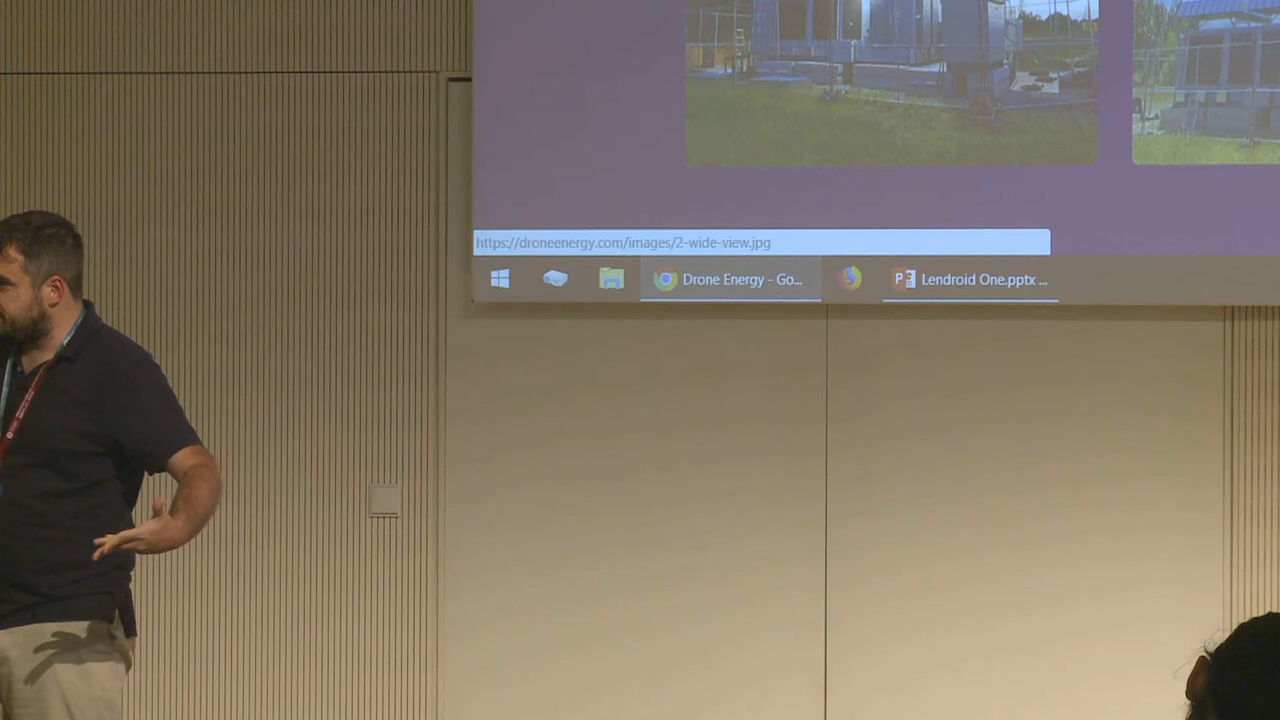 https://droneenergy.com/images/2-wide-view.jpg
Drone Energy - Go...
Lendroid One.pptx ...